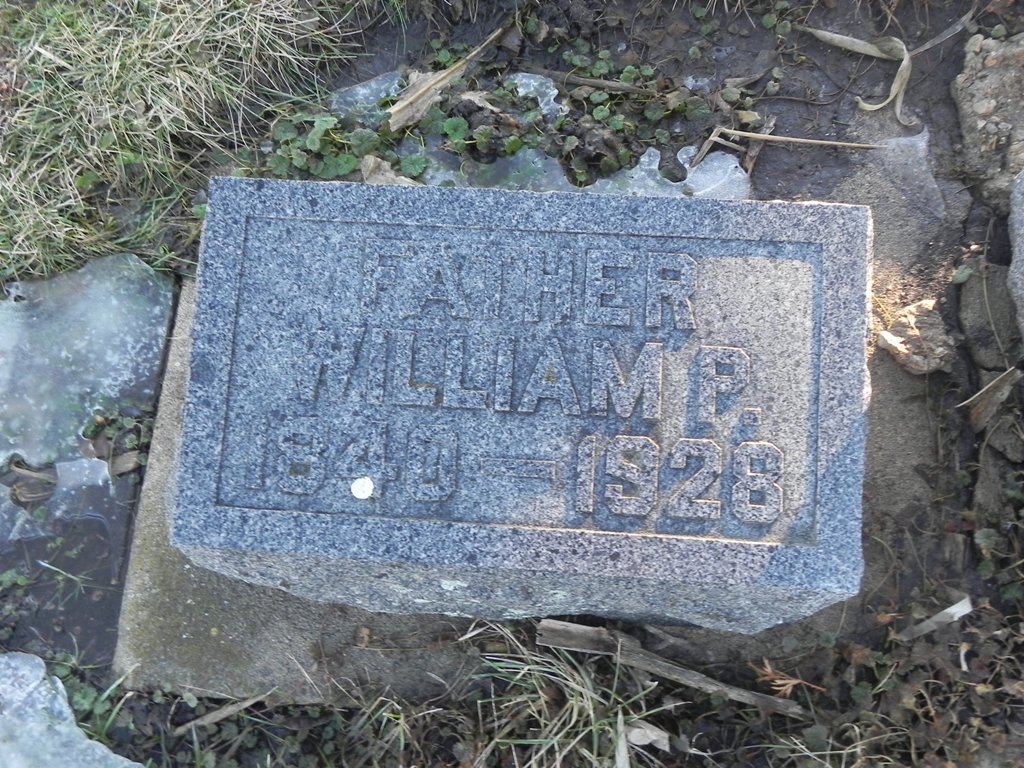 FATHER
WILLIAM P.
1840 — 1928